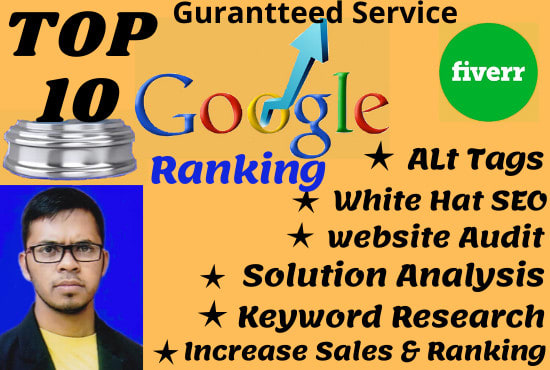 Gurantteed Service
TOP
10
Google
Ranking
fiverr
ALt Tags
White Hat SEO
website Audit
Solution Analysis
Keyword Research
Increase Sales & Ranking